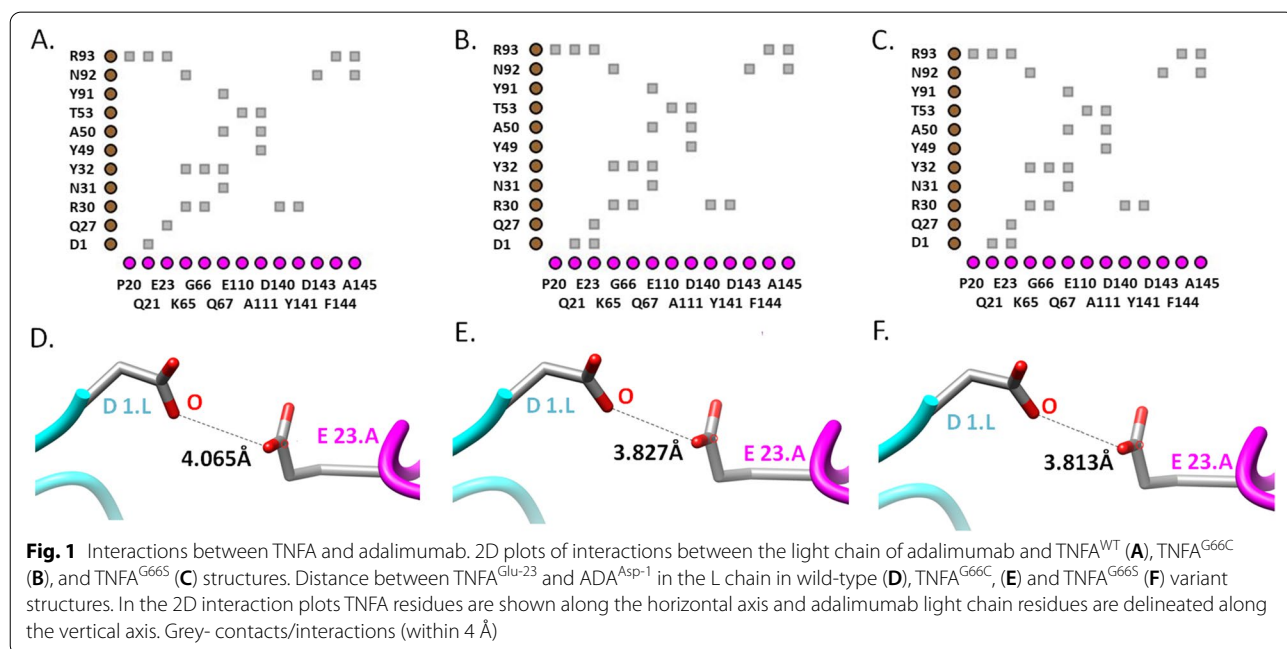 A.
R93
N92
Y91
T53
A50
Y49
Y32
N31
R30
Q27
D1
P20 E23 G66 E110 D140 D143 A145
Q21 K65 Q67 A111 Y141 F144
B.
R93
N92
Y91
T53
A50
Y49
Y32
N31
R30
Q27
D1
P20 E23 G66 E110 D140 D143 A145
Q21 K65 Q67 A111 Y141 F144
C.
R93
N92
Y91
T53
A50
Y49
Y32
N31
R30
Q27
D1
P20 E23 G66 E110 D140 D143 A145
Q21 K65 Q67 A111 Y141 F144
D.
D 1.L
O
4.065Å
E 23.A
E.
D 1.L
O
3.827Å
E 23.A
F.
D 1.L
O
3.813Å
E 23.A
Fig. 1 Interactions between TNFA and adalimumab. 2D plots of interactions between the light chain of adalimumab and TNFA^WT (A), TNFA^G66C
(B), and TNFA^G66S (C) structures. Distance between TNFA^Glu-23 and ADA^Asp-1 in the L chain in wild-type (D), TNFA^G66C, (E) and TNFA^G66S (F) variant
structures. In the 2D interaction plots TNFA residues are shown along the horizontal axis and adalimumab light chain residues are delineated along
the vertical axis. Grey- contacts/interactions (within 4 Å)